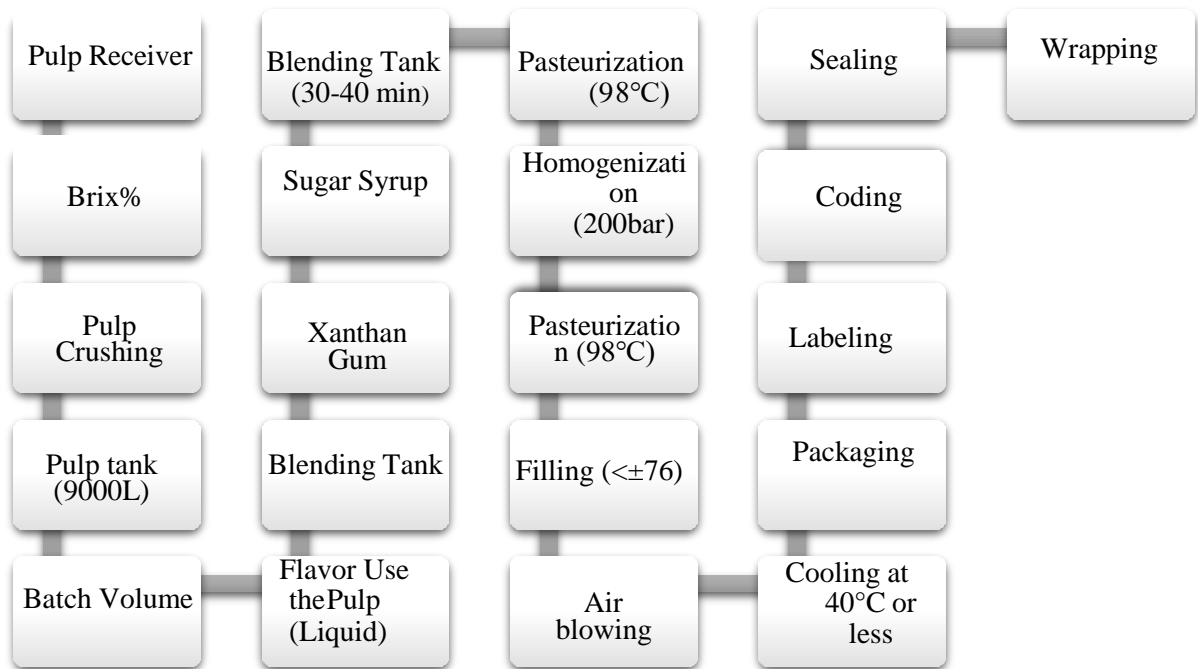 Pulp Receiver
Brix%
Pulp
Crushing
Pulp tank
(9000L)
Batch Volume
Flavor Use
thePulp
(Liquid)
Blending Tank
Xanthan
Gum
Sugar Syrup
Blending Tank
(30-40 min)
Pasteurization
(98°C)
Homogenizati
on
(200bar)
Pasteurizatio
n (98°C)
Filling (<±76)
Air
blowing
Cooling at
40°C or
less
Packaging
Labeling
Coding
Sealing
Wrapping